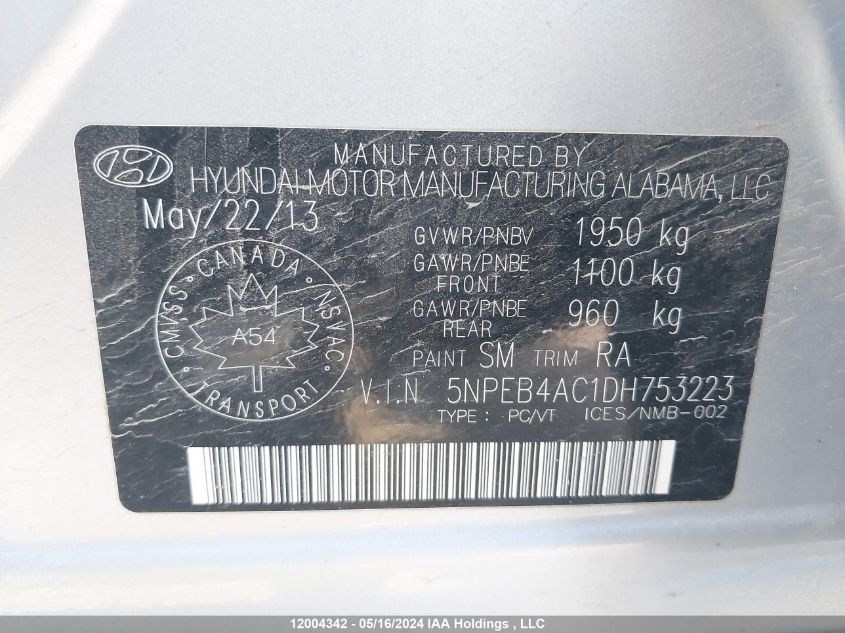 MANUFACTURED BY
HYUNDAI MOTOR MANUFACTURING ALABAMA, LLC
May/22/13
GVWR/PNBV 1950 kg
GAWR/PNBE FRONT 1100 kg
GAWR/PNBE REAR 960 kg
CANADA
CMVSS NSVAC
A54
TRANSPORT
PAINT SM TRIM RA
V.I.N 5NPEB4AC1DH753223
TYPE : PC/VT ICES/NMB-002
12004342 - 05/16/2024 IAA Holdings , LLC